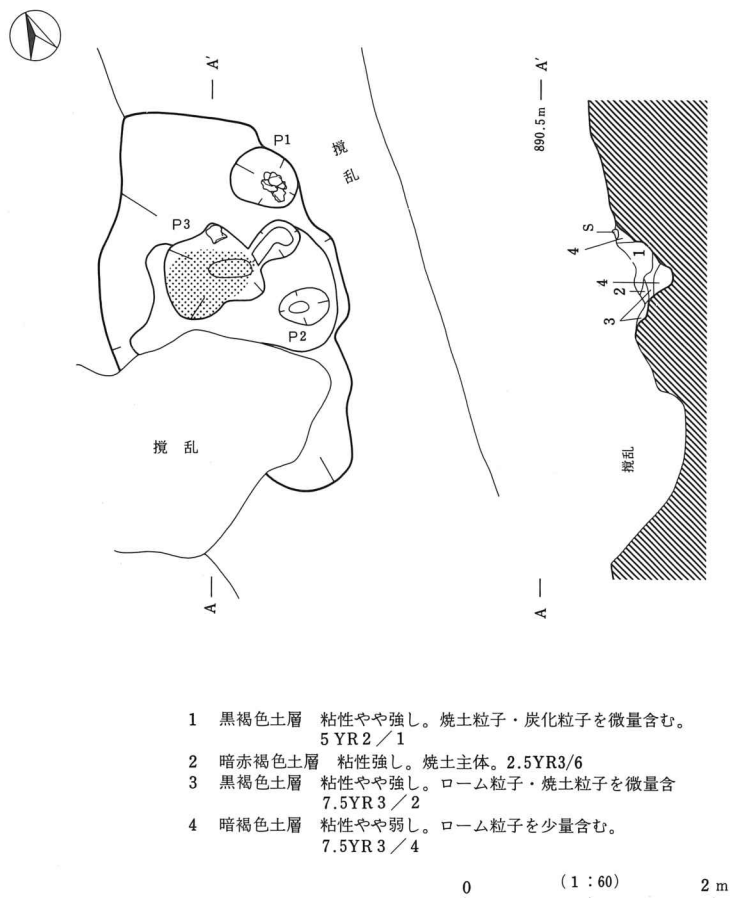 A'
A'
890.5m
P1
撹乱
P3
P2
撹乱
S
4
1
4
2
3
撹乱
A
A
1 黒褐色土層 粘性やや強し。焼土粒子・炭化粒子を微量含む。
5YR2/1
2 暗赤褐色土層 粘性強し。焼土主体。2.5YR3/6
3 黒褐色土層 粘性やや強し。ローム粒子・焼土粒子を微量含
7.5YR3/2
4 暗褐色土層 粘性やや弱し。ローム粒子を少量含む。
7.5YR3/4
0 (1:60) 2m